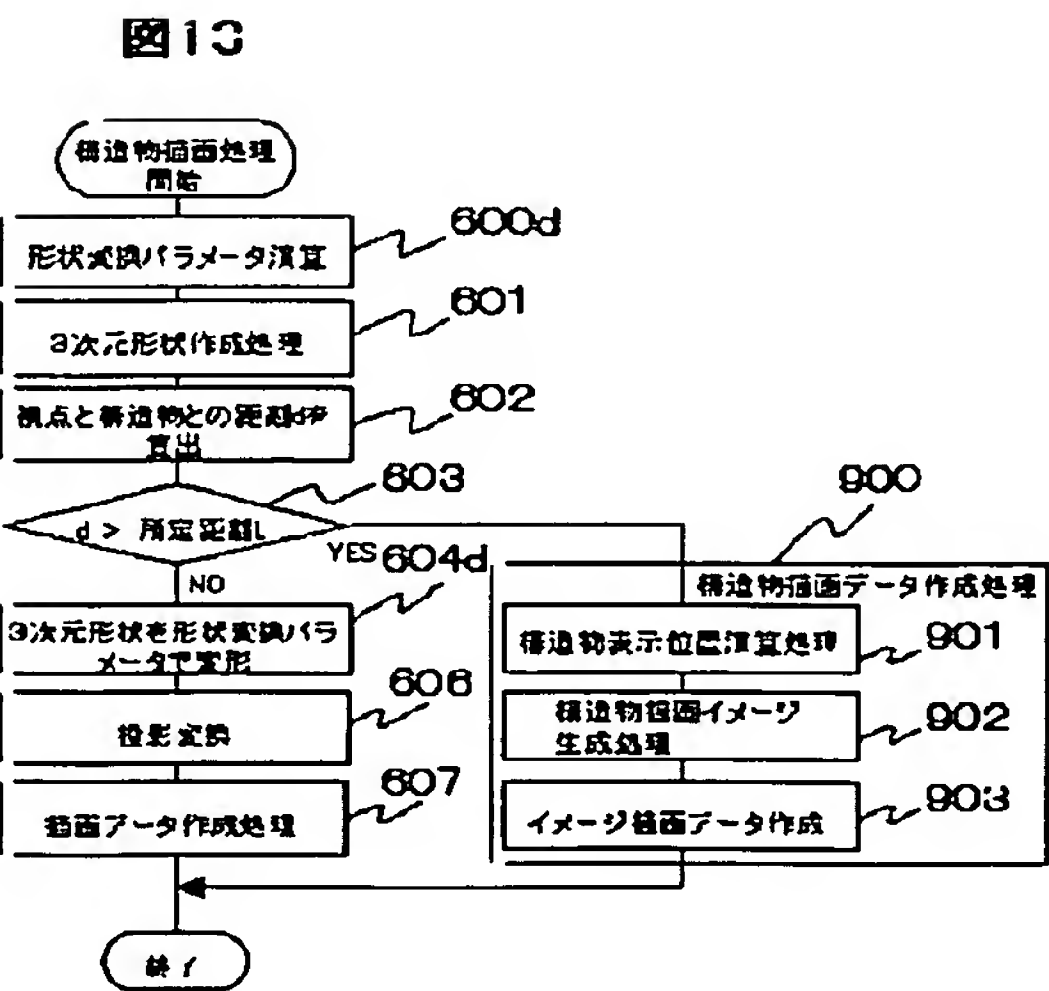 図13
構造物描画処理
開始
600d
形状変換パラメータ演算
601
3次元形状作成処理
602
視点と構造物との距離dを
算出
603
d > 所定距離L
YES
NO
604d
3次元形状を形状変換パラ
メータで変形
606
投影変換
607
描画データ作成処理
900
構造物描画データ作成処理
901
構造物表示位置演算処理
902
構造物描画イメージ
生成処理
903
イメージ描画データ作成
終了